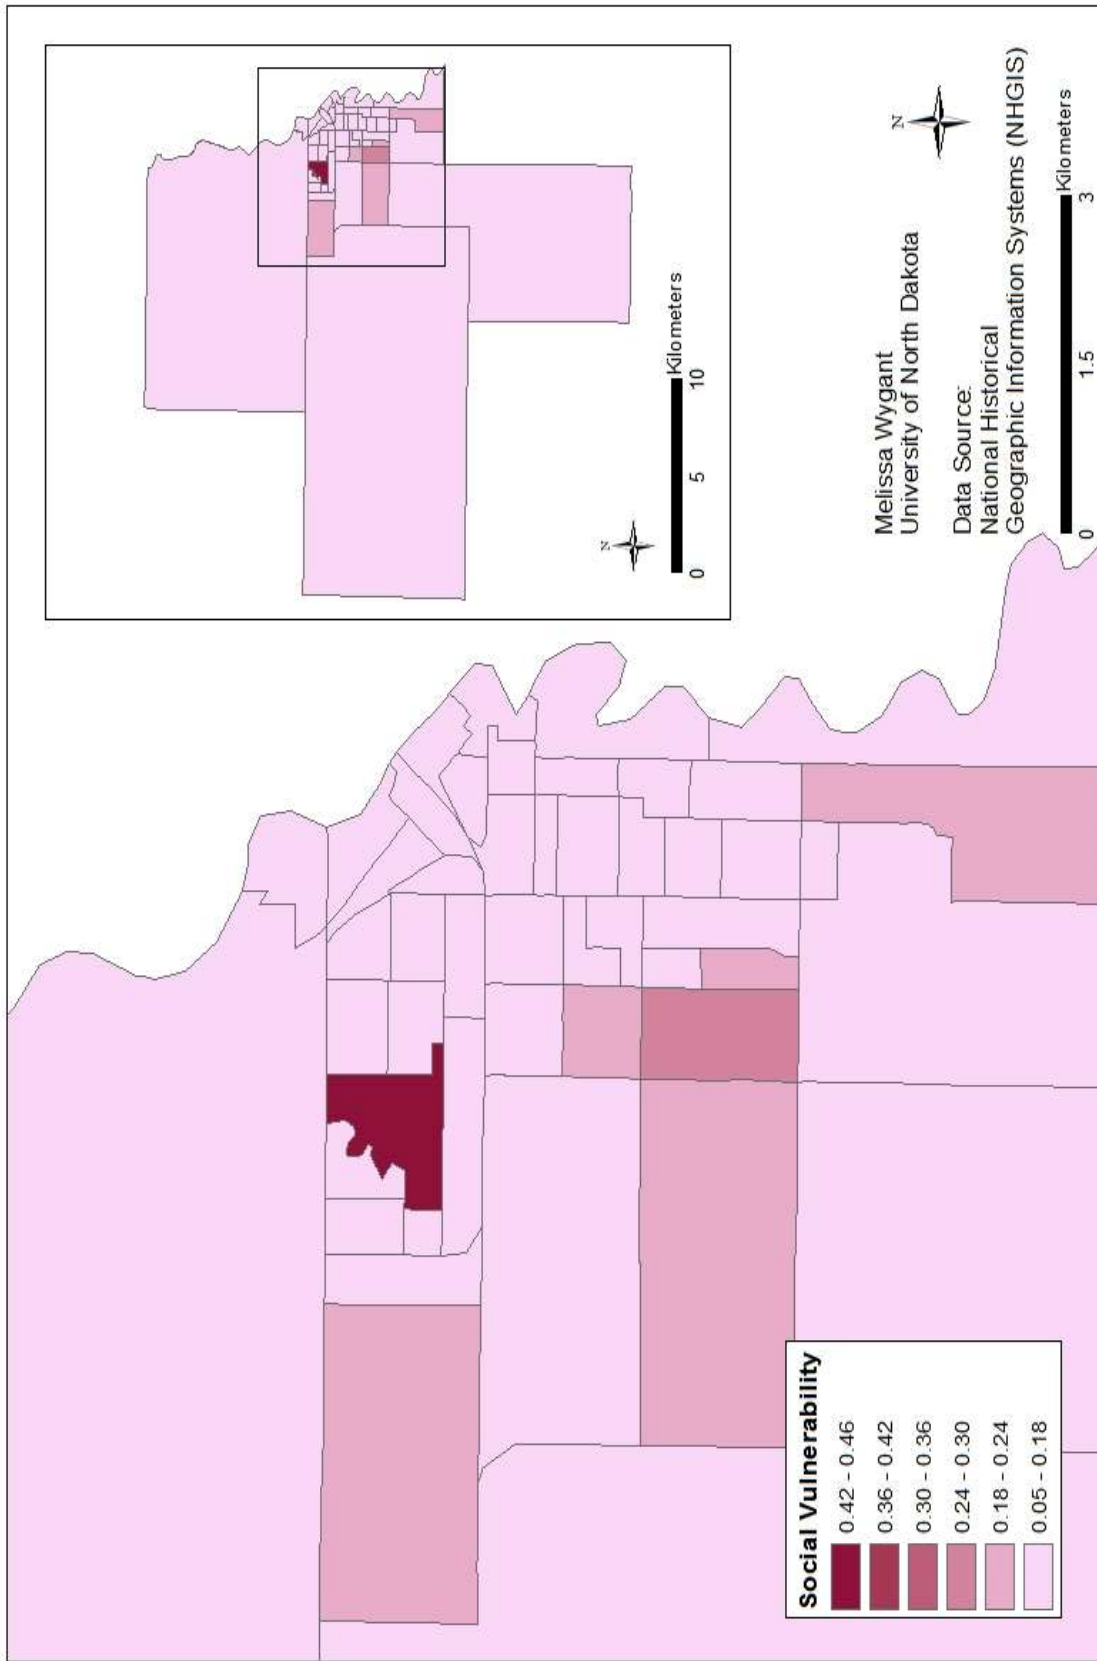 N
0
5
10
Kilometers
Melissa Wygant
University of North Dakota
Data Source:
National Historical
Geographic Information Systems (NHGIS)
N
0
1.5
3
Kilometers
Social Vulnerability
0.42 - 0.46
0.36 - 0.42
0.30 - 0.36
0.24 - 0.30
0.18 - 0.24
0.05 - 0.18